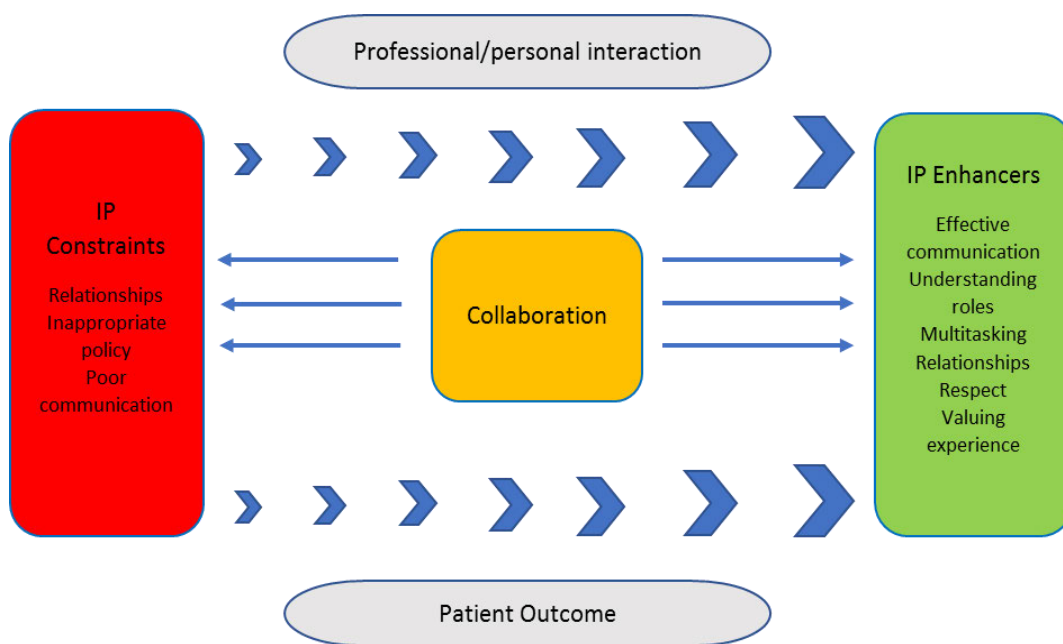 Professional/personal interaction
IP
Constraints
Relationships
Inappropriate
policy
Poor
communication
Collaboration
IP Enhancers
Effective
communication
Understanding
roles
Multitasking
Relationships
Respect
Valuing
experience
Patient Outcome